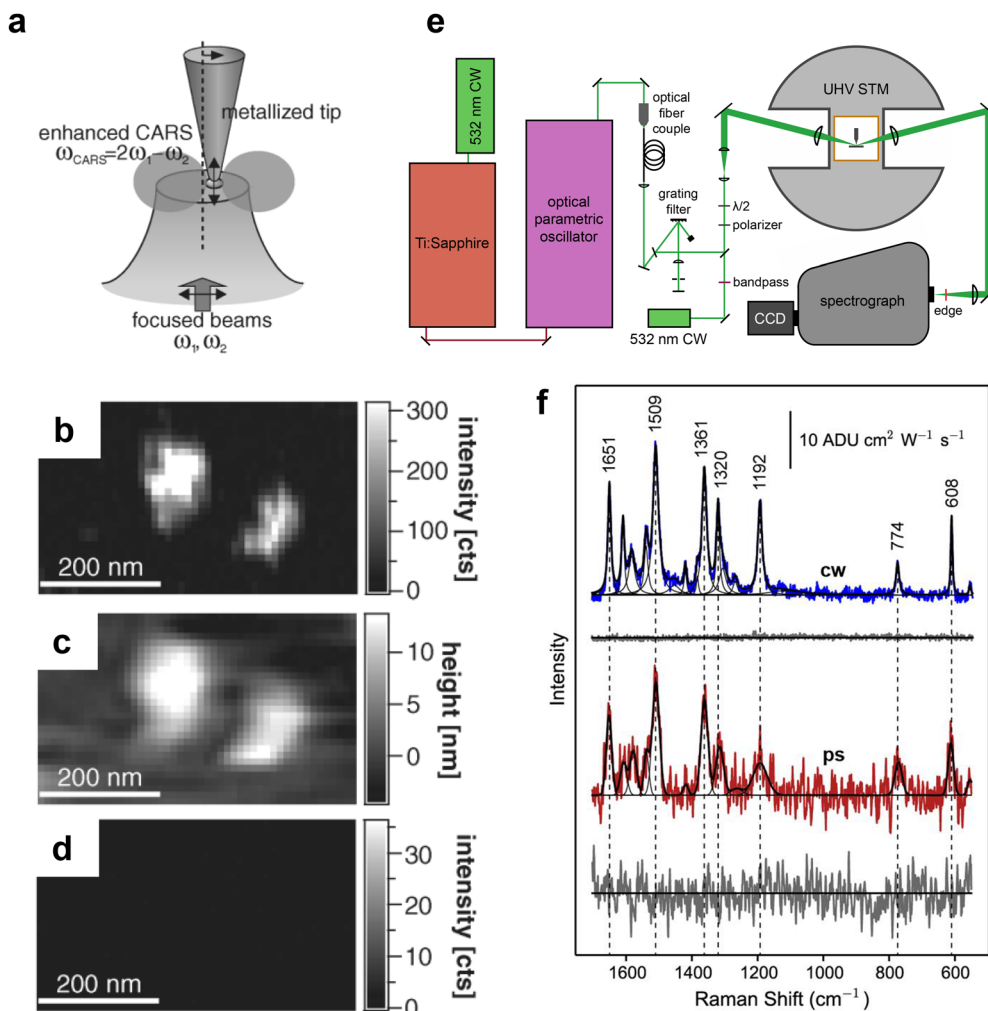 a
metallized tip
enhanced CARS
ω_CARS=2ω₁−ω₂
focused beams
ω₁, ω₂
b
200 nm
300
200
100
0
intensity [cts]
c
200 nm
10
5
0
height [nm]
d
200 nm
30
20
10
0
intensity [cts]
e
532 nm CW
Ti:Sapphire
optical
parametric
oscillator
optical
fiber
couple
grating
filter
λ/2
polarizer
bandpass
532 nm CW
UHV STM
spectrograph
CCD
edge
f
1651
1509
1361
1320
1192
774
608
10 ADU cm² W⁻¹ s⁻¹
cw
ps
Intensity
1600
1400
1200
1000
800
600
Raman Shift (cm⁻¹)